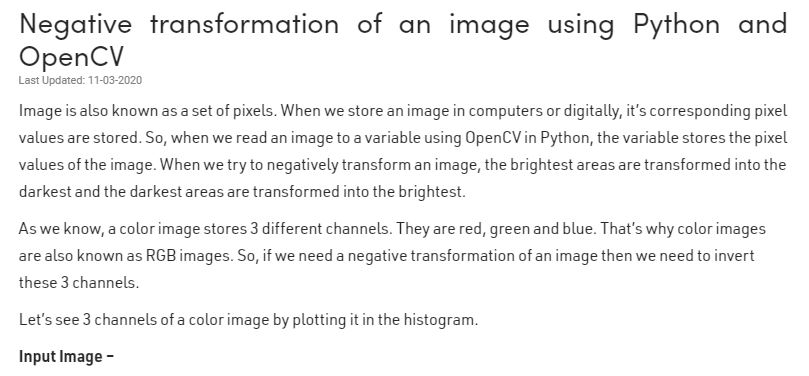 Negative transformation of an image using Python and
OpenCV
Last Updated: 11-03-2020
Image is also known as a set of pixels. When we store an image in computers or digitally, it's corresponding pixel
values are stored. So, when we read an image to a variable using OpenCV in Python, the variable stores the pixel
values of the image. When we try to negatively transform an image, the brightest areas are transformed into the
darkest and the darkest areas are transformed into the brightest.
As we know, a color image stores 3 different channels. They are red, green and blue. That's why color images
are also known as RGB images. So, if we need a negative transformation of an image then we need to invert
these 3 channels.
Let's see 3 channels of a color image by plotting it in the histogram.
Input Image –